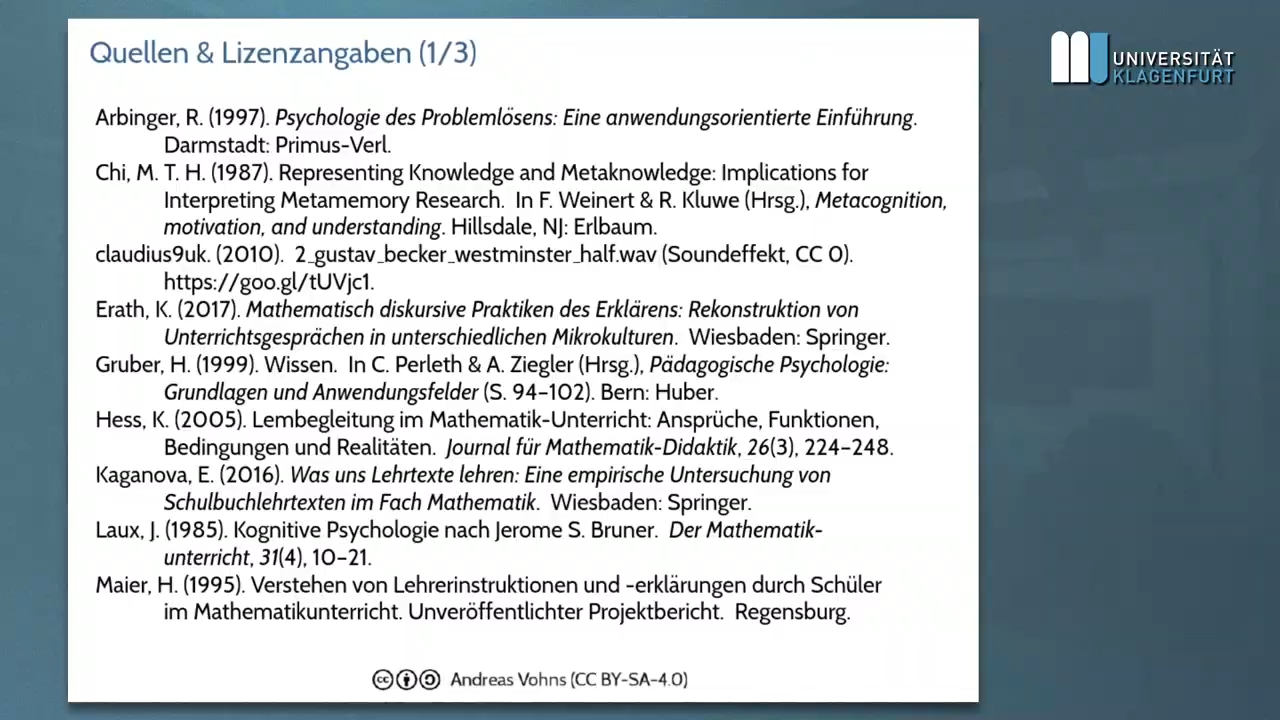 Quellen & Lizenzangaben (1/3)
UNIVERSITÄT
KLAGENFURT
Arbinger, R. (1997). Psychologie des Problemlösens: Eine anwendungsorientierte Einführung.
Darmstadt: Primus-Verl.
Chi, M. T. H. (1987). Representing Knowledge and Metaknowledge: Implications for
Interpreting Metamemory Research. In F. Weinert & R. Kluwe (Hrsg.), Metacognition,
motivation, and understanding. Hillsdale, NJ: Erlbaum.
claudius9uk. (2010). 2_gustav_becker_westminster_half.wav (Soundeffekt, CC 0).
https://goo.gl/tUVjc1.
Erath, K. (2017). Mathematisch diskursive Praktiken des Erklärens: Rekonstruktion von
Unterrichtsgesprächen in unterschiedlichen Mikrokulturen. Wiesbaden: Springer.
Gruber, H. (1999). Wissen. In C. Perleth & A. Ziegler (Hrsg.), Pädagogische Psychologie:
Grundlagen und Anwendungsfelder (S. 94–102). Bern: Huber.
Hess, K. (2005). Lernbegleitung im Mathematik-Unterricht: Ansprüche, Funktionen,
Bedingungen und Realitäten. Journal für Mathematik-Didaktik, 26(3), 224–248.
Kaganova, E. (2016). Was uns Lehrtexte lehren: Eine empirische Untersuchung von
Schulbuchlehrtexten im Fach Mathematik. Wiesbaden: Springer.
Laux, J. (1985). Kognitive Psychologie nach Jerome S. Bruner. Der Mathematik-
unterricht, 31(4), 10–21.
Maier, H. (1995). Verstehen von Lehrerinstruktionen und -erklärungen durch Schüler
im Mathematikunterricht. Unveröffentlichter Projektbericht. Regensburg.
Andreas Vohns (CC BY-SA-4.0)